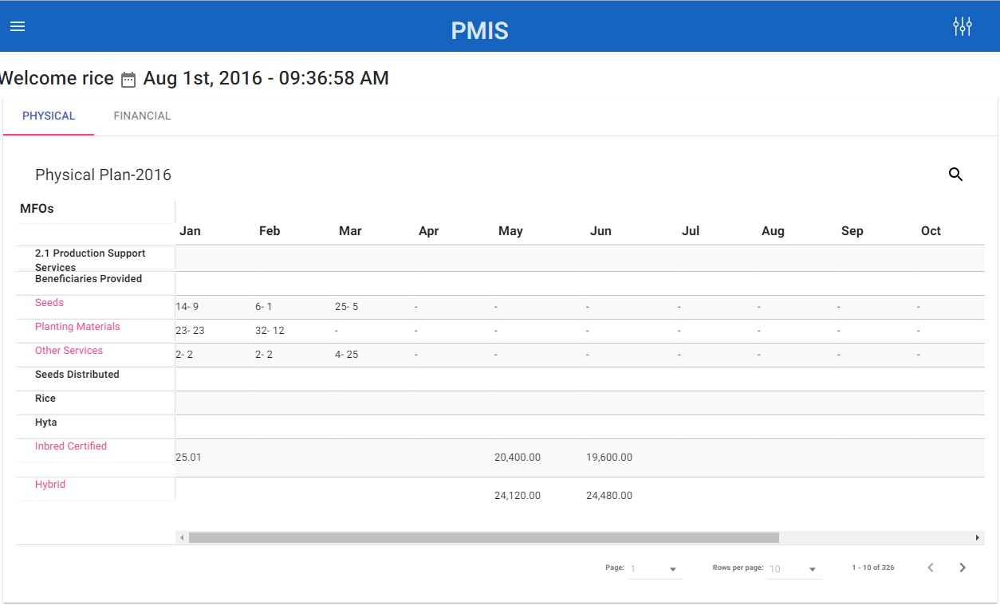 PMIS
Welcome rice Aug 1st, 2016 - 09:36:58 AM
PHYSICAL FINANCIAL
Physical Plan-2016
MFOs
Jan Feb Mar Apr May Jun Jul Aug Sep Oct
2.1 Production Support
Services
Beneficiaries Provided
Seeds 14- 9 6- 1 25- 5 - - - - - - -
Planting Materials 23- 23 32- 12 - - - - - - - -
Other Services 2- 2 2- 2 4- 25 - - - - - - -
Seeds Distributed
Rice
Hyta
Inbred Certified 25.01 20,400.00 19,600.00
Hybrid 24,120.00 24,480.00
Page: 1 Rows per page: 10 1 - 10 of 326